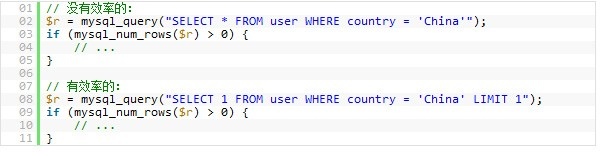 01 // 没有效率的:
02 $r = mysql_query("SELECT * FROM user WHERE country = 'China'");
03 if (mysql_num_rows($r) > 0) {
04     // ...
05 }
06
07 // 有效率的:
08 $r = mysql_query("SELECT 1 FROM user WHERE country = 'China' LIMIT 1");
09 if (mysql_num_rows($r) > 0) {
10     // ...
11 }